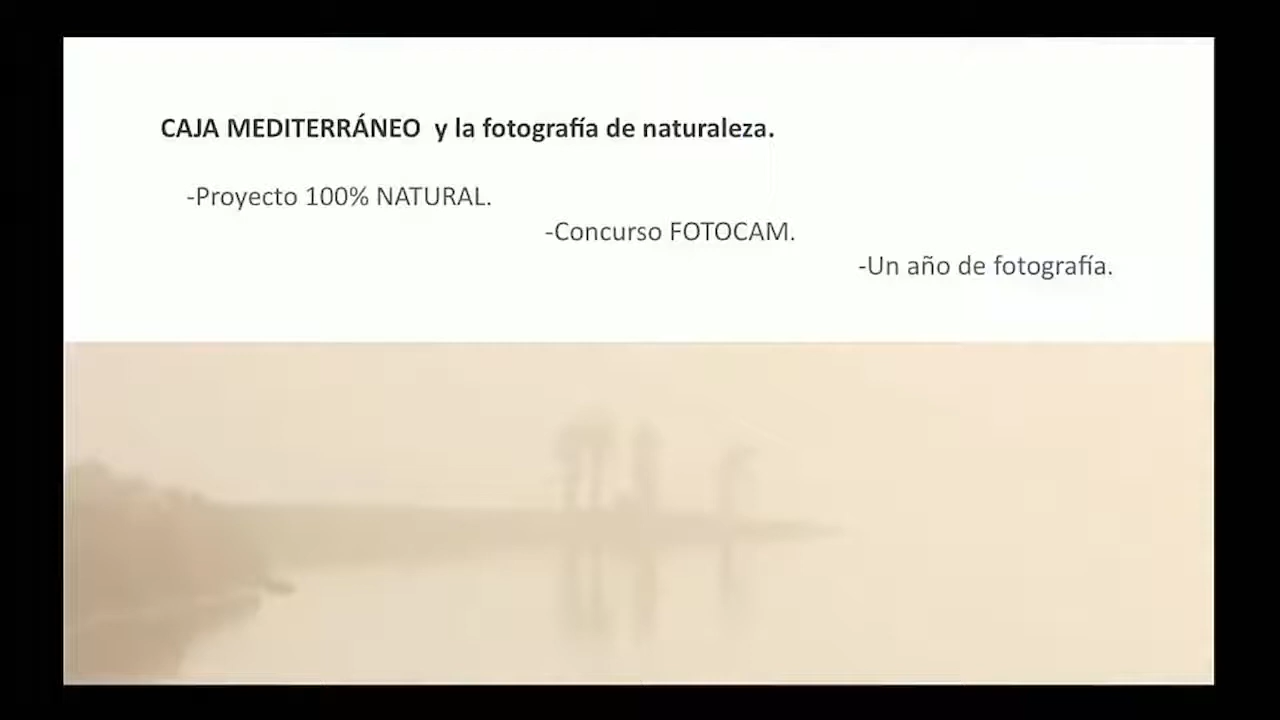 CAJA MEDITERRÁNEO y la fotografía de naturaleza.
-Proyecto 100% NATURAL.
-Concurso FOTOCAM.
-Un año de fotografía.